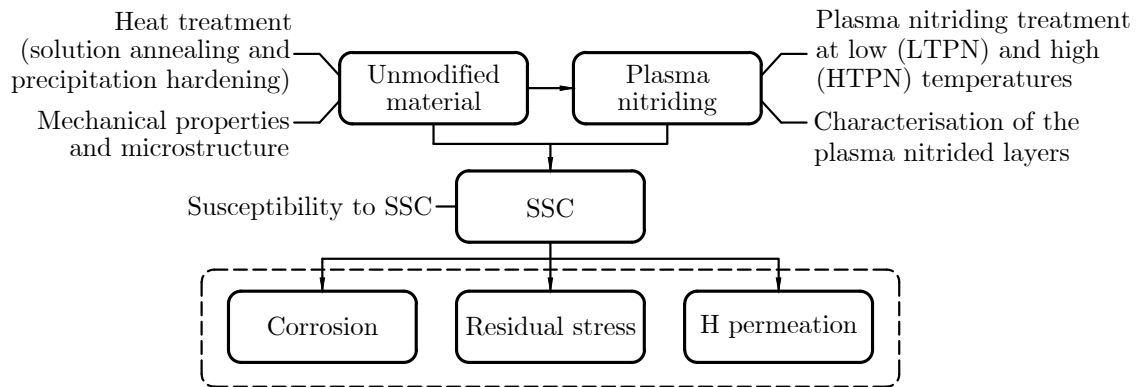 Heat treatment
(solution annealing and
precipitation hardening)
Mechanical properties
and microstructure
Unmodified
material
Plasma
nitriding
Plasma nitriding treatment
at low (LTPN) and high
(HTPN) temperatures
Characterisation of the
plasma nitrided layers
Susceptibility to SSC
SSC
Corrosion
Residual stress
H permeation